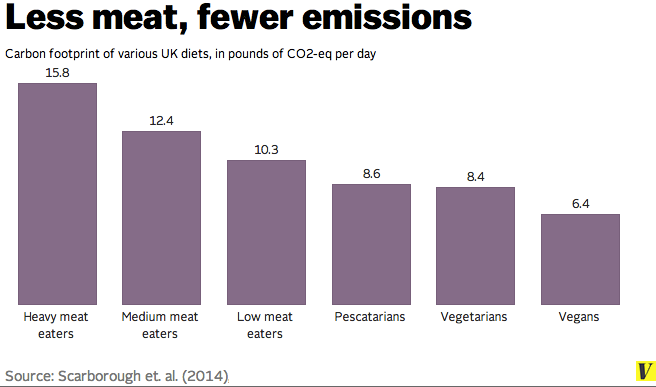 Less meat, fewer emissions
Carbon footprint of various UK diets, in pounds of CO2-eq per day
15.8
12.4
10.3
8.6
8.4
6.4
Heavy meat eaters
Medium meat eaters
Low meat eaters
Pescatarians
Vegetarians
Vegans
Source: Scarborough et. al. (2014)
V